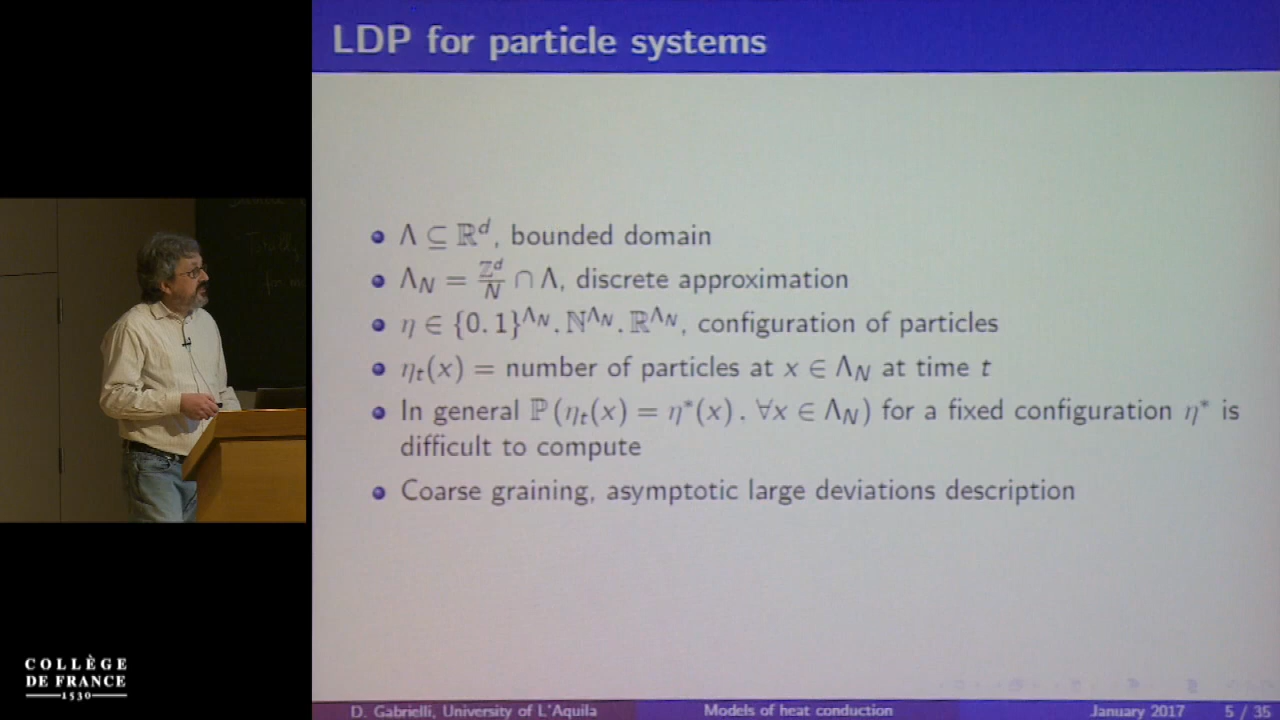 LDP for particle systems
Λ ⊆ ℝ^d, bounded domain
Λ_N = ℤ^d/N ∩ Λ, discrete approximation
η ∈ {0, 1}^{Λ_N}, ℕ^{Λ_N}, ℝ^{Λ_N}, configuration of particles
η_t(x) = number of particles at x ∈ Λ_N at time t
In general ℙ(η_t(x) = η*(x), ∀x ∈ Λ_N) for a fixed configuration η* is
difficult to compute
Coarse graining, asymptotic large deviations description
COLLÈGE
DE FRANCE
1530
D. Gabrielli, University of L'Aquila
Models of heat conduction
January 2017
5 / 35